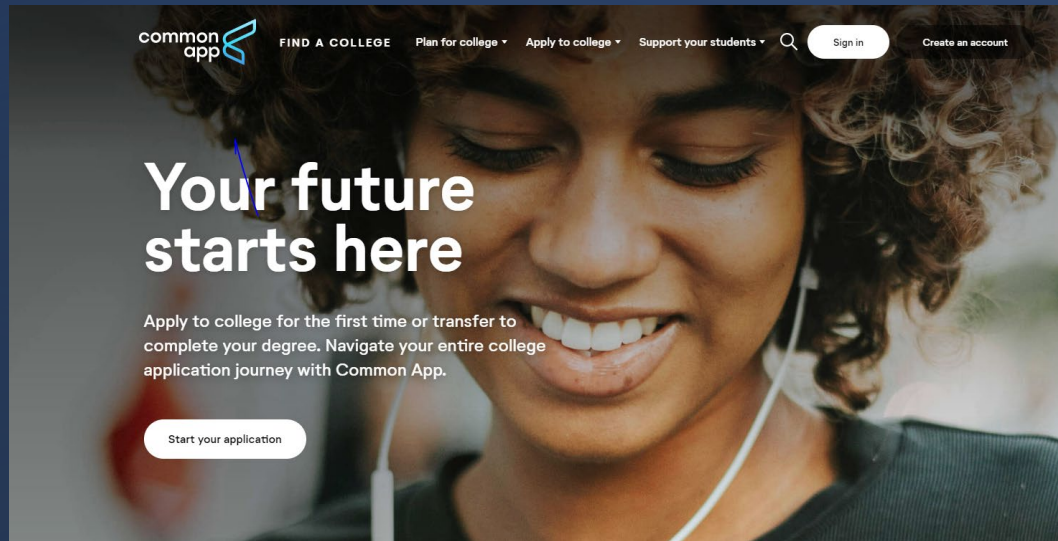 common
app
FIND A COLLEGE
Plan for college
Apply to college
Support your students
Sign in
Create an account
Your future
starts here
Apply to college for the first time or transfer to
complete your degree. Navigate your entire college
application journey with Common App.
Start your application